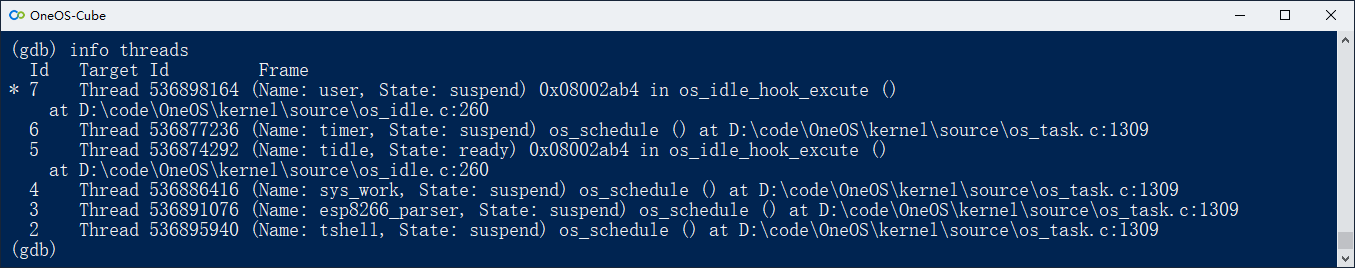 OneOS-Cube
(gdb) info threads
Id Target Id Frame
* 7 Thread 536898164 (Name: user, State: suspend) 0x08002ab4 in os_idle_hook_excute ()
at D:\code\OneOS\kernel\source\os_idle.c:260
6 Thread 536877236 (Name: timer, State: suspend) os_schedule () at D:\code\OneOS\kernel\source\os_task.c:1309
5 Thread 536874292 (Name: tidle, State: ready) 0x08002ab4 in os_idle_hook_excute ()
at D:\code\OneOS\kernel\source\os_idle.c:260
4 Thread 536886416 (Name: sys_work, State: suspend) os_schedule () at D:\code\OneOS\kernel\source\os_task.c:1309
3 Thread 536891076 (Name: esp8266_parser, State: suspend) os_schedule () at D:\code\OneOS\kernel\source\os_task.c:1309
2 Thread 536895940 (Name: tshell, State: suspend) os_schedule () at D:\code\OneOS\kernel\source\os_task.c:1309
(gdb)